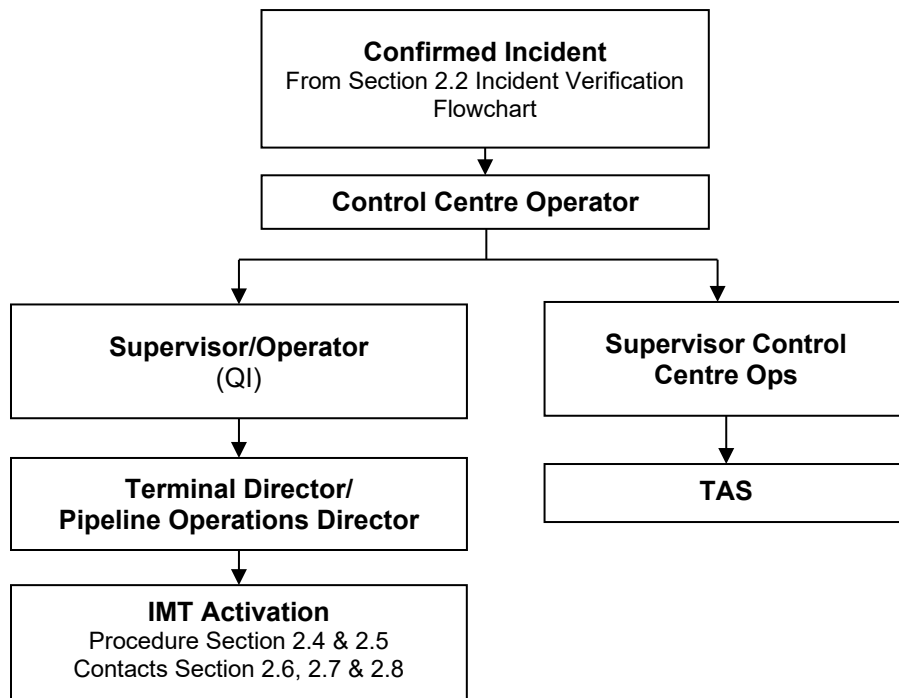 Confirmed Incident
From Section 2.2 Incident Verification
Flowchart
Control Centre Operator
Supervisor/Operator
(QI)
Supervisor Control
Centre Ops
Terminal Director/
Pipeline Operations Director
TAS
IMT Activation
Procedure Section 2.4 & 2.5
Contacts Section 2.6, 2.7 & 2.8